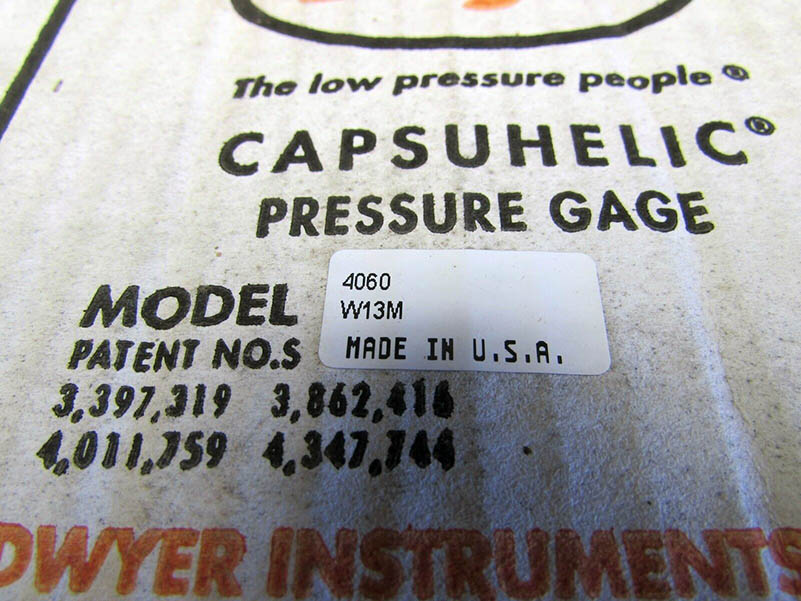 The low pressure people ®
CAPSUHELIC®
PRESSURE GAGE
MODEL
4060
W13M
MADE IN U.S.A.
PATENT NO.S
3,397,319 3,862,416
4,011,759 4,347,744
DWYER INSTRUMENTS